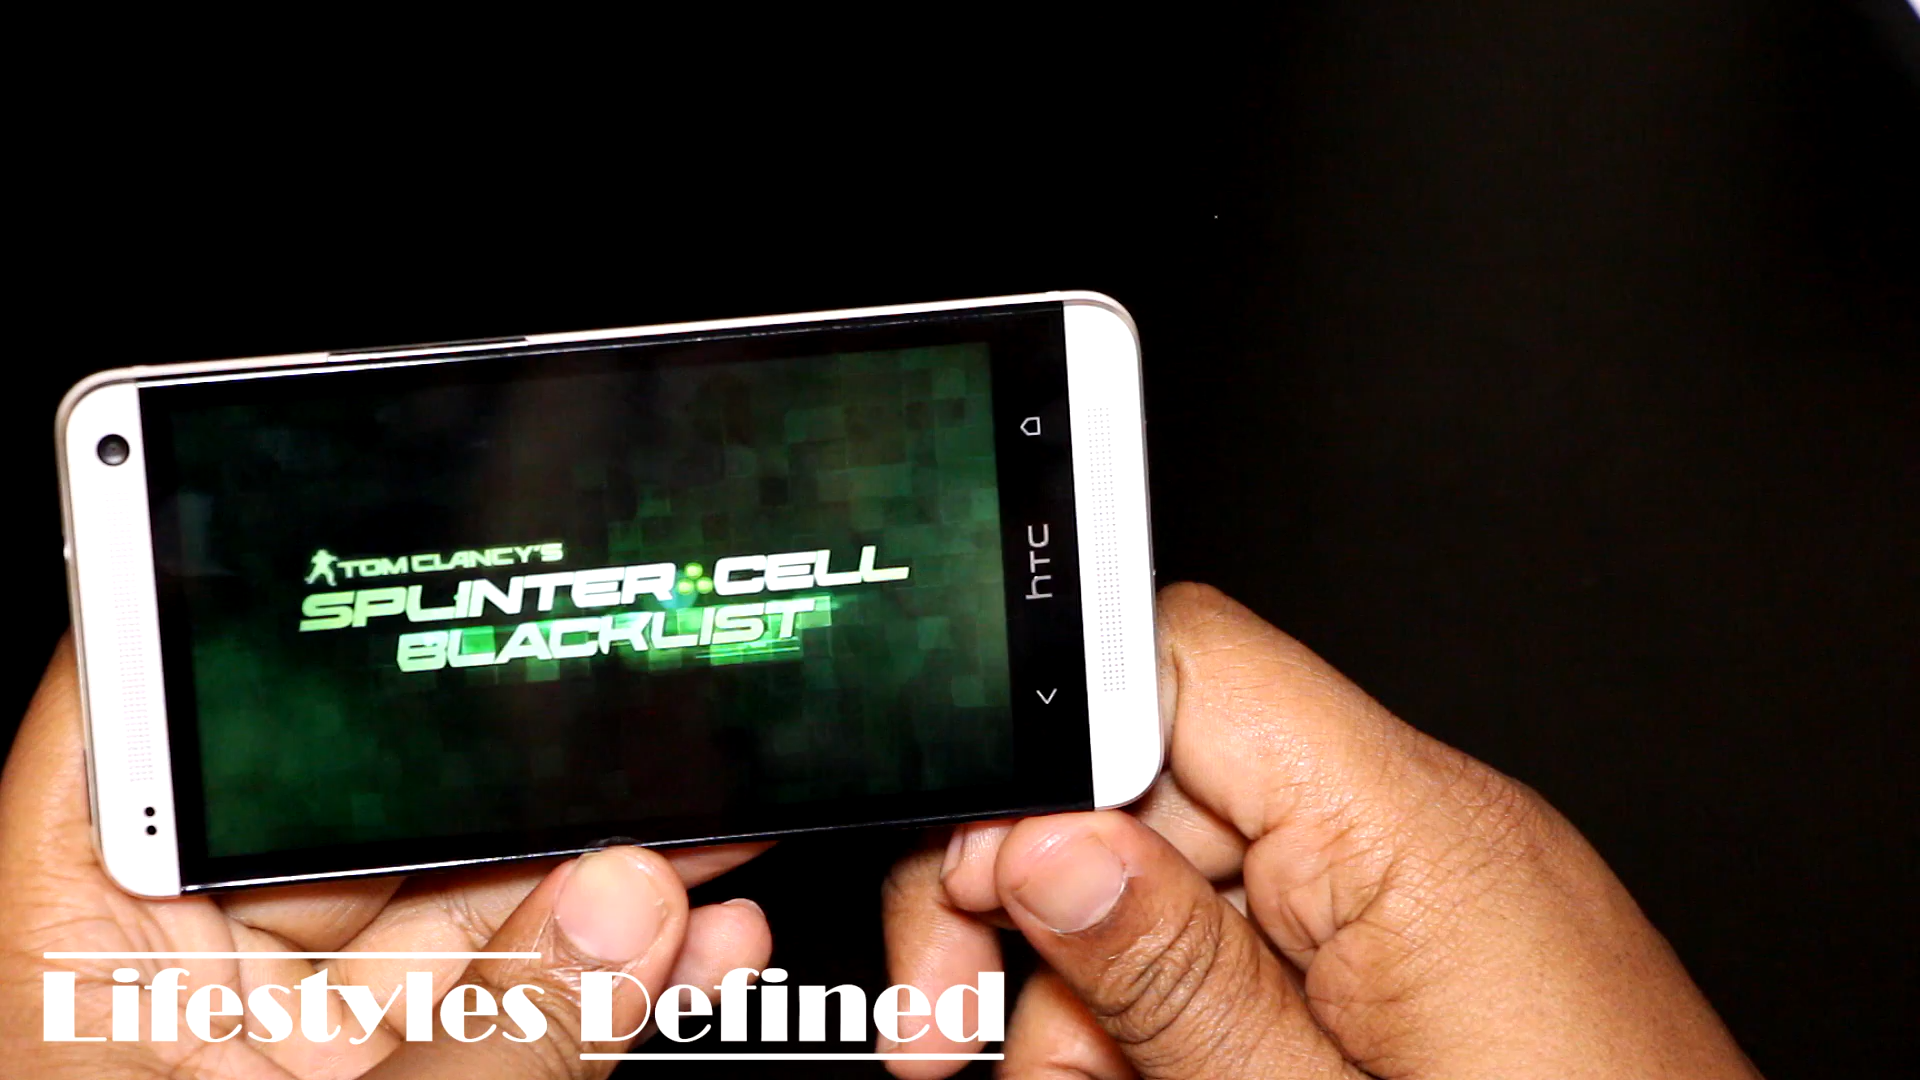 TOM CLANCY'S
SPLINTER CELL
BLACKLIST
hTC
Lifestyles Defined